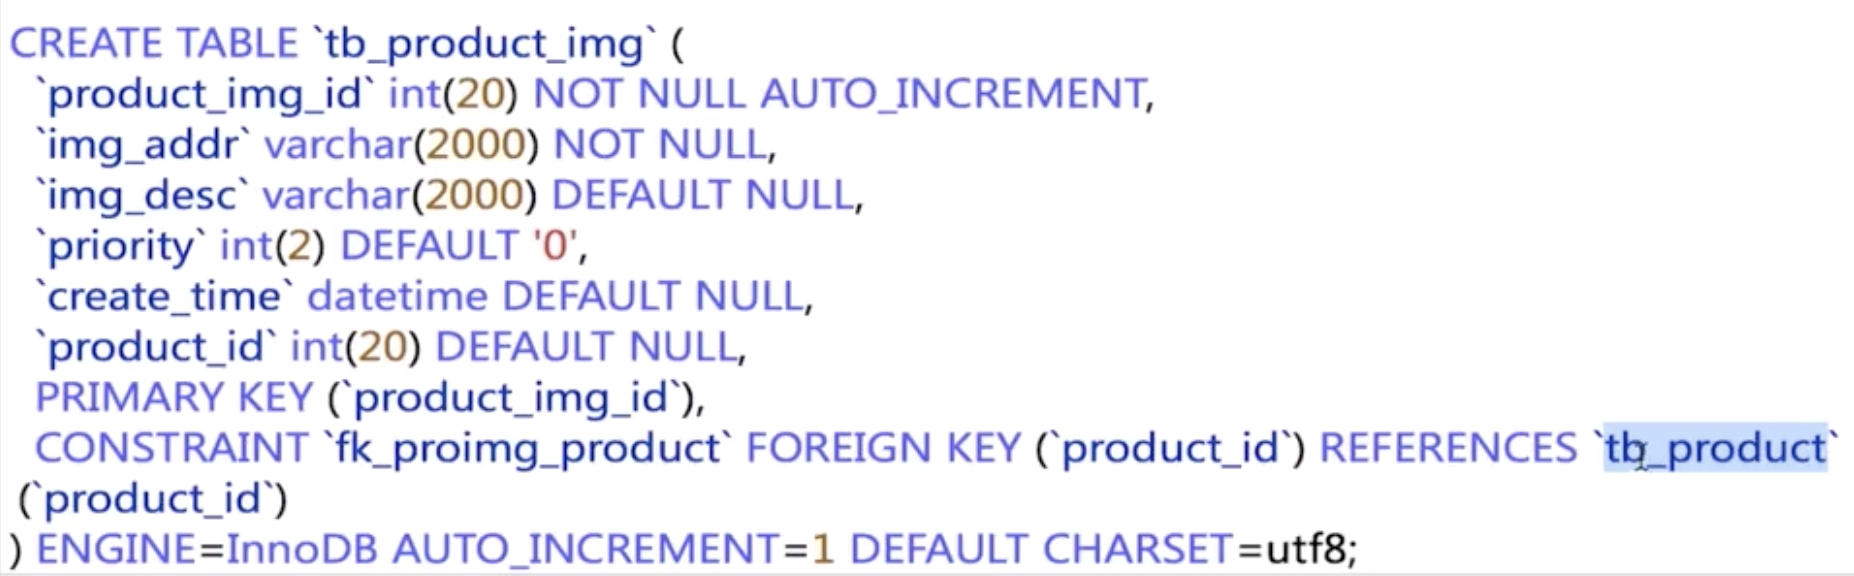 CREATE TABLE `tb_product_img` (
`product_img_id` int(20) NOT NULL AUTO_INCREMENT,
`img_addr` varchar(2000) NOT NULL,
`img_desc` varchar(2000) DEFAULT NULL,
`priority` int(2) DEFAULT '0',
`create_time` datetime DEFAULT NULL,
`product_id` int(20) DEFAULT NULL,
PRIMARY KEY (`product_img_id`),
CONSTRAINT `fk_proimg_product` FOREIGN KEY (`product_id`) REFERENCES `tb_product`
(`product_id`)
) ENGINE=InnoDB AUTO_INCREMENT=1 DEFAULT CHARSET=utf8;